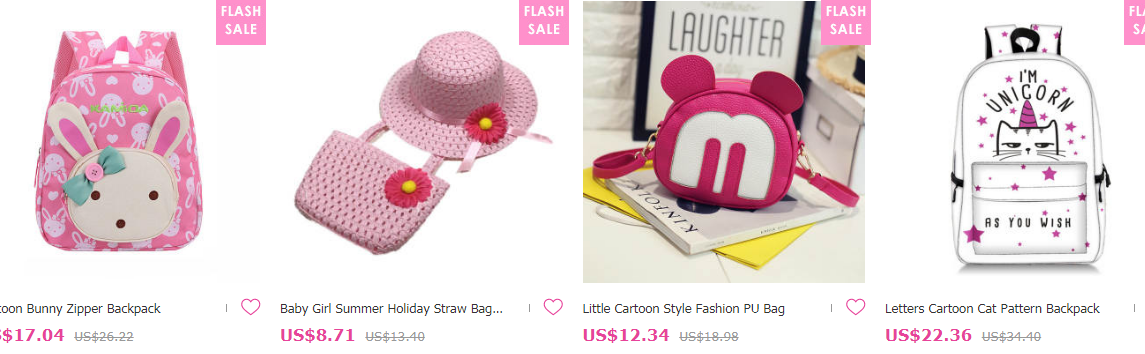 FLASH
SALE
FLASH
SALE
FLASH
SALE
LAUGHTER
KINFOLK
I'M
UNICORN
AS YOU WISH
toon Bunny Zipper Backpack
Baby Girl Summer Holiday Straw Bag...
Little Cartoon Style Fashion PU Bag
Letters Cartoon Cat Pattern Backpack
S$17.04 US$26.22
US$8.71 US$13.40
US$12.34 US$18.98
US$22.36 US$34.40